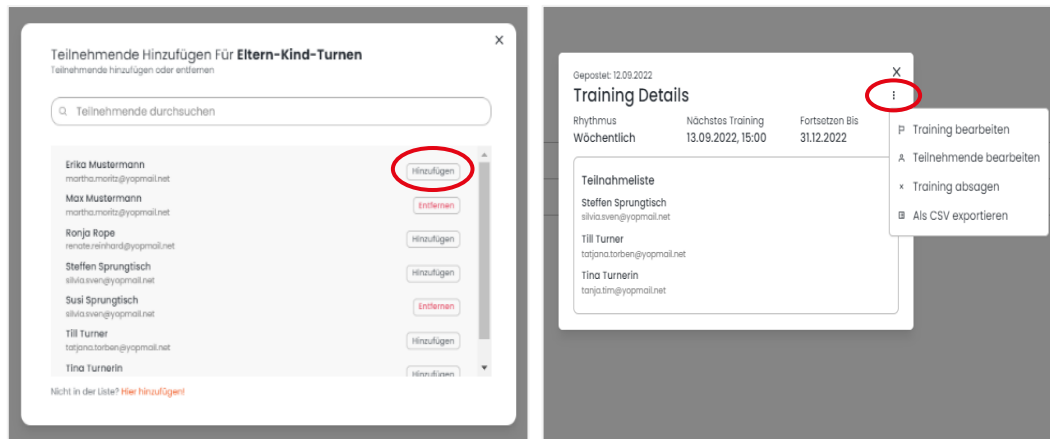 X
Teilnehmende Hinzufügen Für Eltern-Kind-Turnen
Teilnehmende hinzufügen oder entfernen
Teilnehmende durchsuchen
Erika Mustermann
martha.moritz@yopmail.net
Hinzufügen
Max Mustermann
martha.moritz@yopmail.net
Entfernen
Ronja Rope
renate.reinhard@yopmail.net
Hinzufügen
Steffen Sprungtisch
silvia.sven@yopmail.net
Hinzufügen
Susi Sprungtisch
silvia.sven@yopmail.net
Entfernen
Till Turner
tatjana.torben@yopmail.net
Hinzufügen
Tina Turnerin
Hinzufügen
Nicht in der Liste? Hier hinzufügen!
X
Gepostet: 12.09.2022
Training Details
Rhythmus Nächstes Training Fortsetzen Bis
Wöchentlich 13.09.2022, 15:00 31.12.2022
Teilnahmeliste
Steffen Sprungtisch
silvia.sven@yopmail.net
Till Turner
tatjana.torben@yopmail.net
Tina Turnerin
tanja.tim@yopmail.net
Training bearbeiten
Teilnehmende bearbeiten
Training absagen
Als CSV exportieren